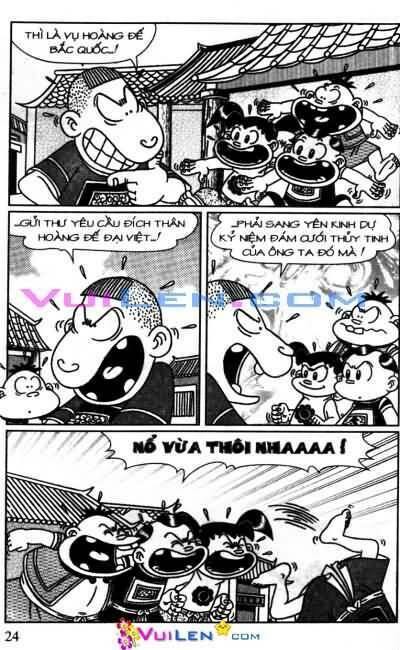 THÌ LÀ VỤ HOÀNG ĐẾ
BẮC QUỐC...!
...GỬI THƯ YÊU CẦU ĐÍCH THÂN
HOÀNG ĐẾ ĐẠI VIỆT...!
...PHẢI SANG YÊN KINH DỰ
KỶ NIỆM ĐÁM CƯỚI THỦY TINH
CỦA ÔNG TA ĐÓ MÀ !
VUILEN.COM
NỔ VỪA THÔI NHAAAA !
24
VUILEN
.COM